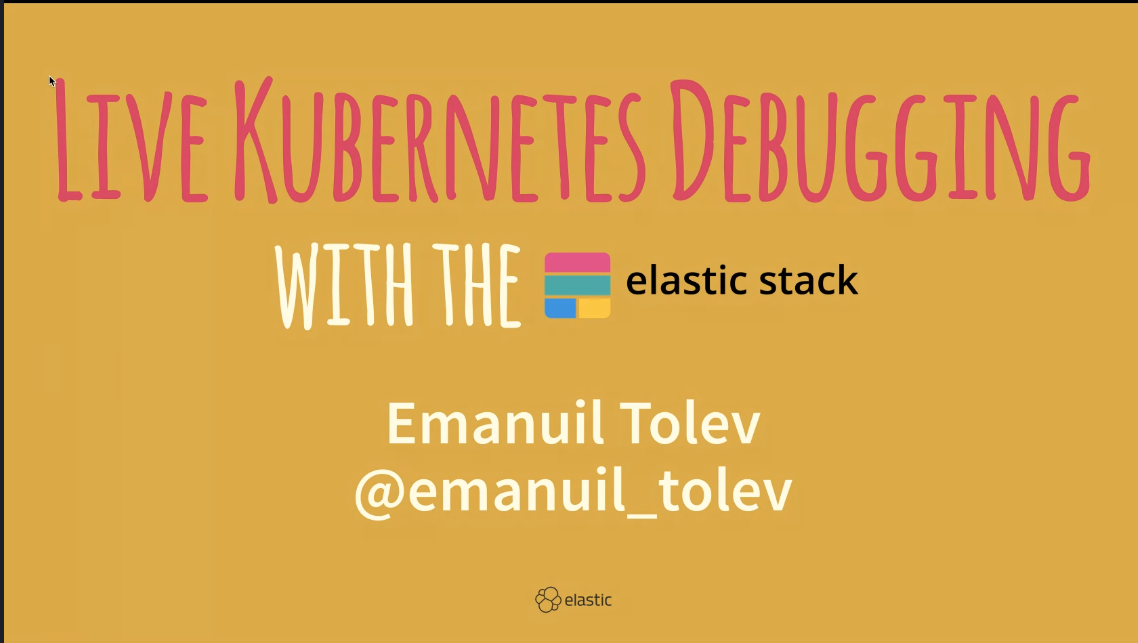 LIVE KUBERNETES DEBUGGING
WITH THE elastic stack
Emanuil Tolev
@emanuil_tolev
elastic